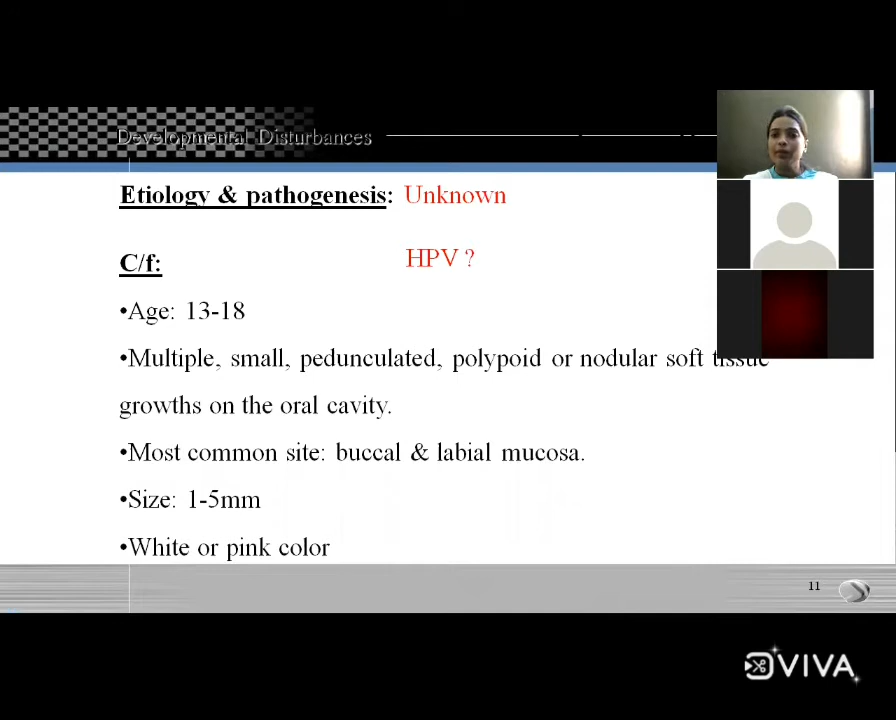 Developmental Disturbances
Etiology & pathogenesis: Unknown
C/f: HPV ?
•Age: 13-18
•Multiple, small, pedunculated, polypoid or nodular soft tissue
growths on the oral cavity.
•Most common site: buccal & labial mucosa.
•Size: 1-5mm
•White or pink color
11
VIVA